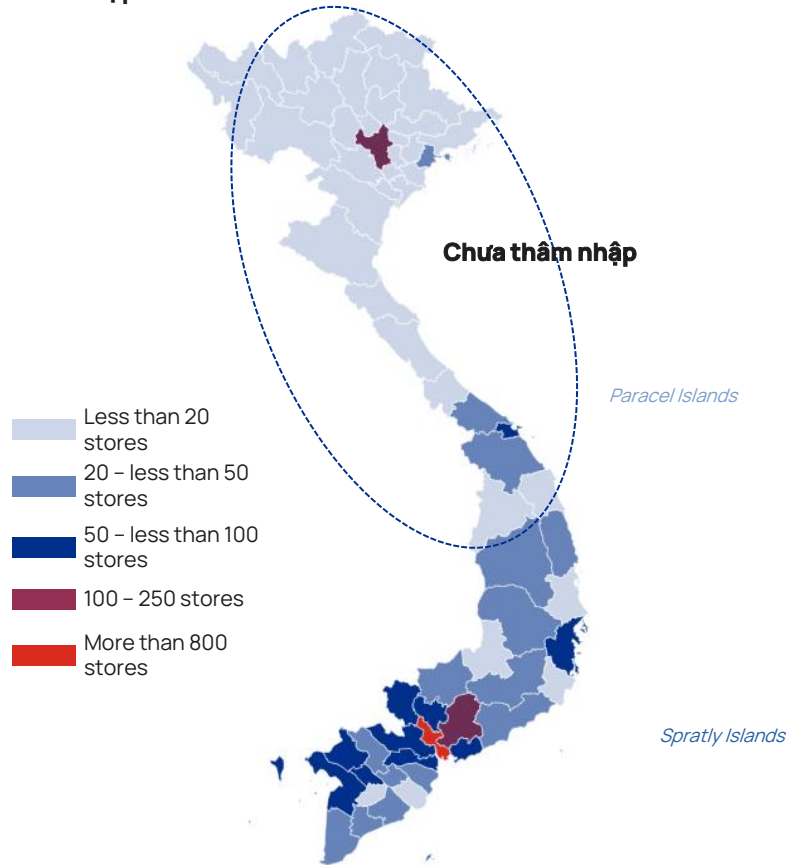 Chưa thâm nhập
Paracel Islands
Less than 20
stores
20 – less than 50
stores
50 – less than 100
stores
100 – 250 stores
More than 800
stores
Spratly Islands